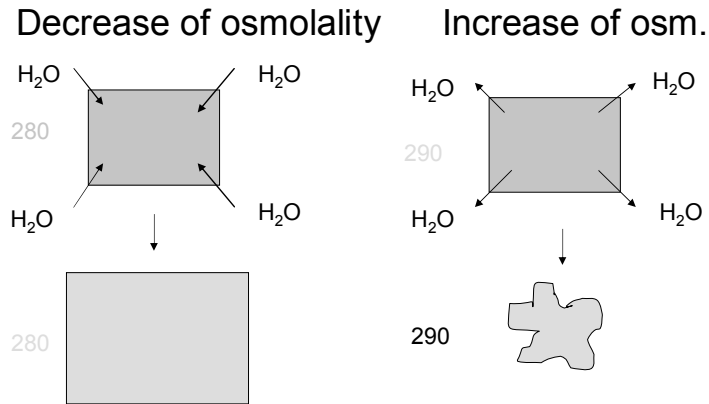 Decrease of osmolality
Increase of osm.
H₂O
H₂O
280
H₂O
H₂O
280
H₂O
H₂O
290
H₂O
H₂O
290